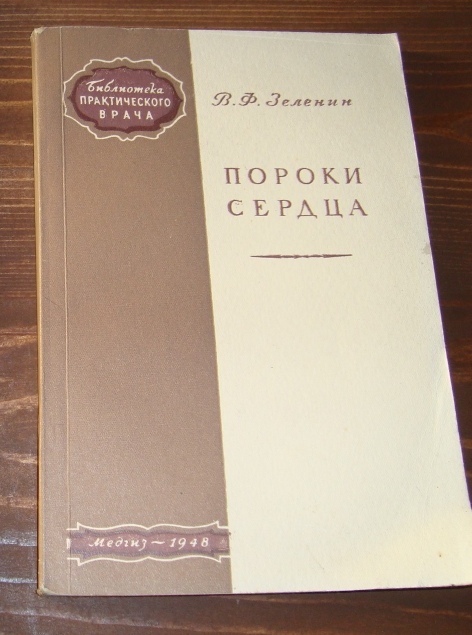 Библиотека
ПРАКТИЧЕСКОГО
ВРАЧА
В. Ф. Зеленин
ПОРОКИ
СЕРДЦА
Медгиз — 1948